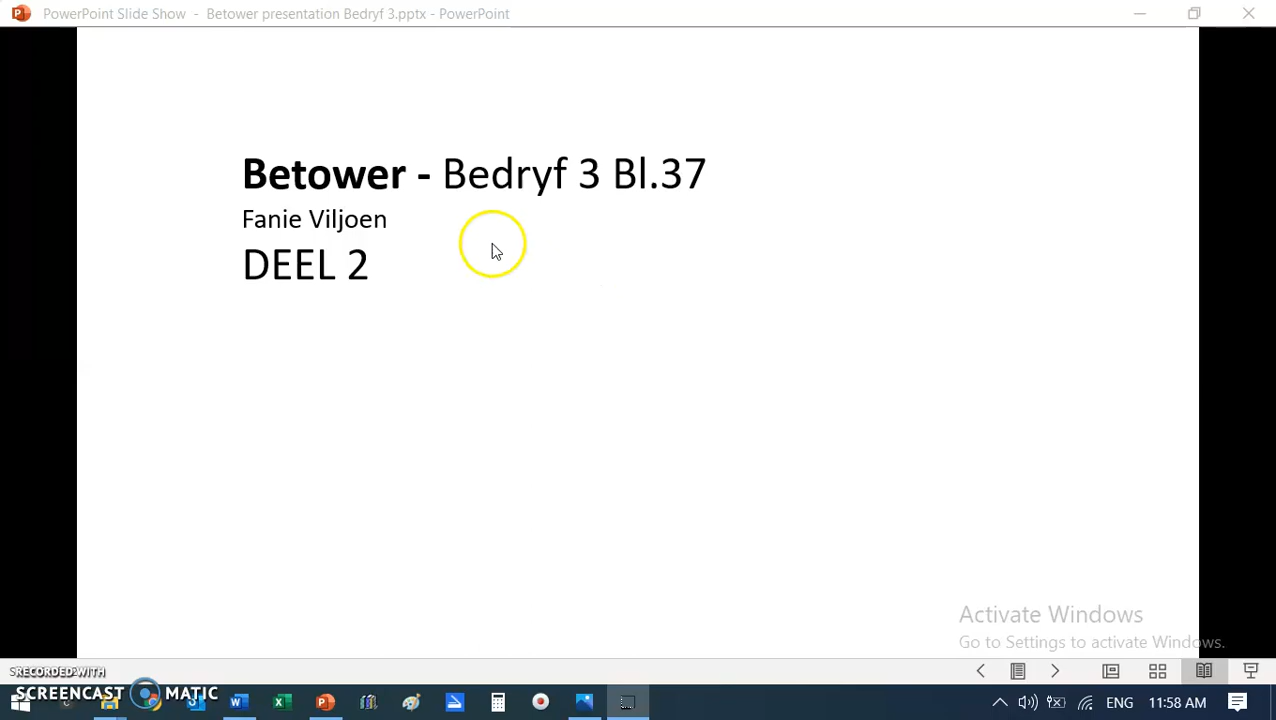 PowerPoint Slide Show - Betower presentation Bedryf 3.pptx - PowerPoint
Betower - Bedryf 3 Bl.37
Fanie Viljoen
DEEL 2
Activate Windows
Go to Settings to activate Windows.
RECORDED WITH
SCREENCAST MATIC
ENG
11:58 AM